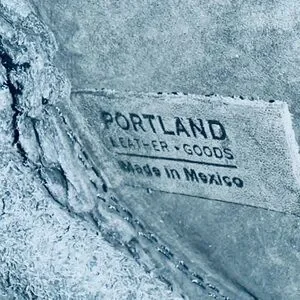 PORTLAND
LEATHER • GOODS
Made in Mexico